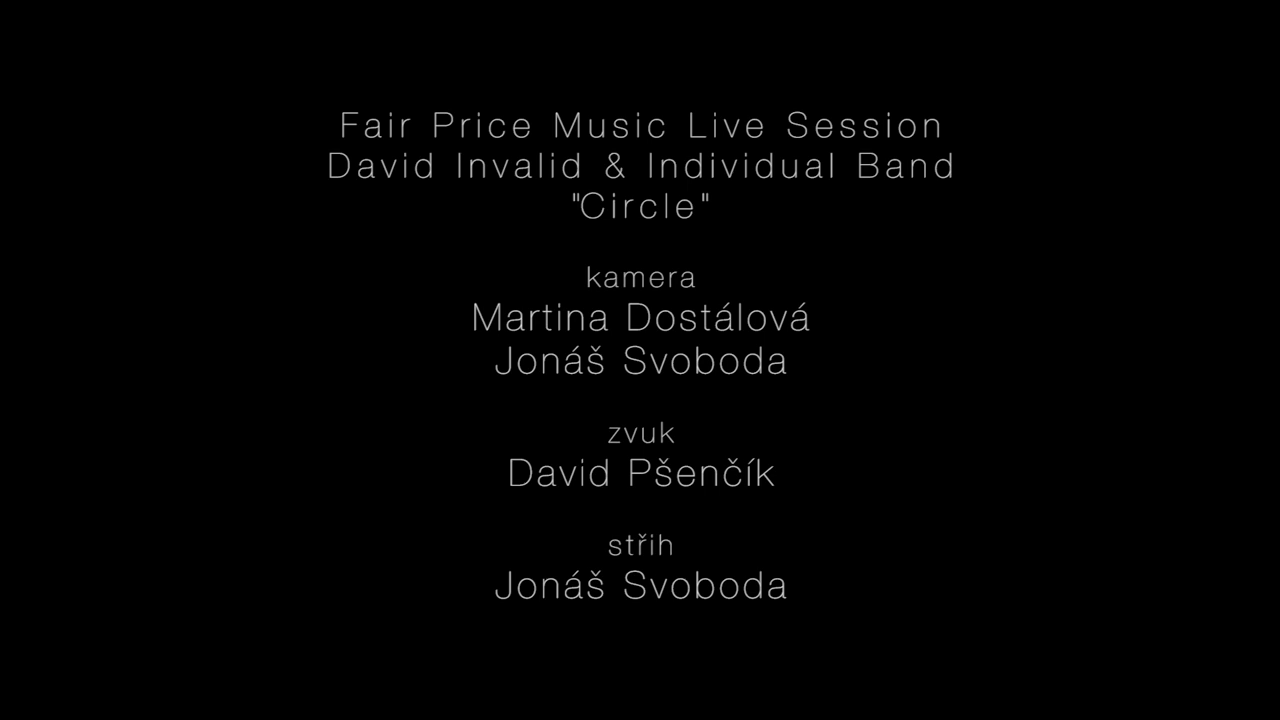 Fair Price Music Live Session
David Invalid & Individual Band
"Circle"
kamera
Martina Dostálová
Jonáš Svoboda
zvuk
David Pšenčík
střih
Jonáš Svoboda